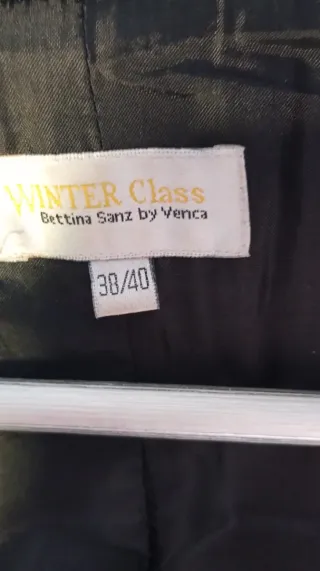 WINTER Class
Bettina Sanz by Venca
38/40